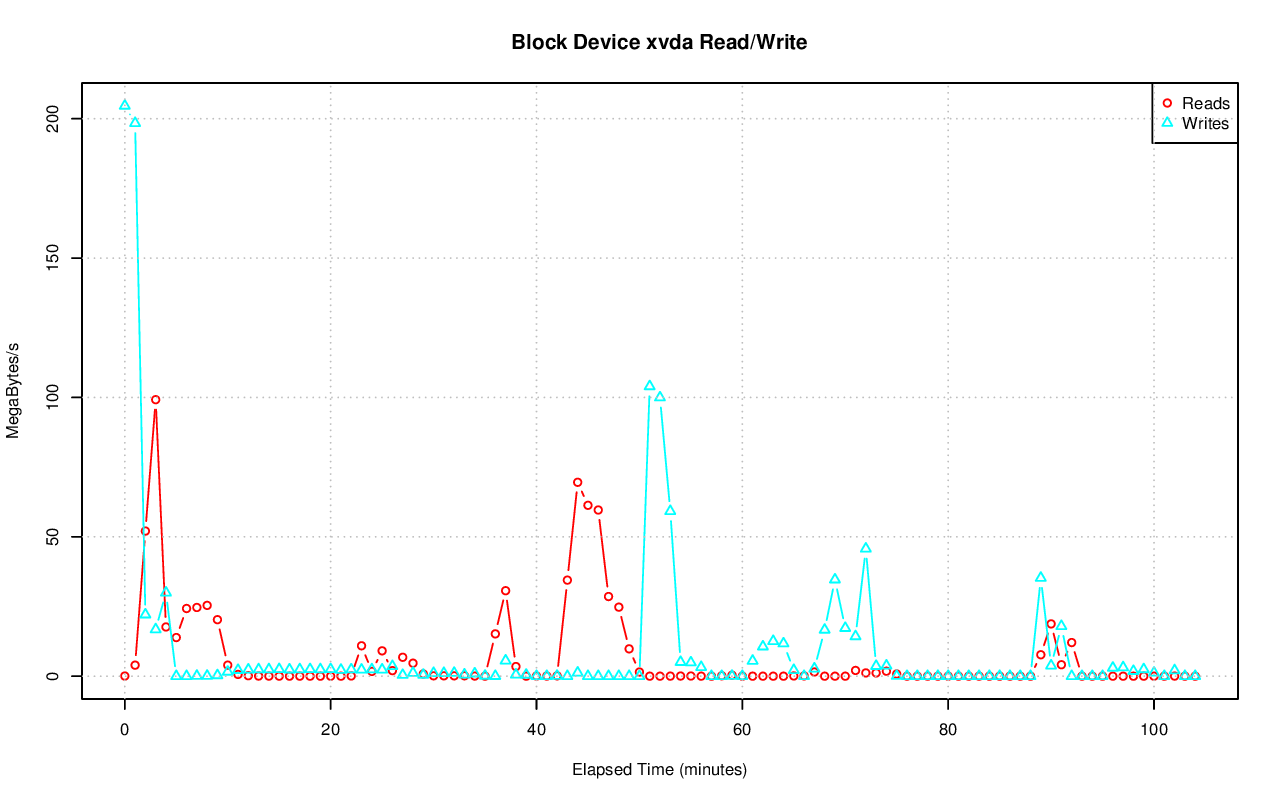 Block Device xvda Read/Write
Reads
Writes
MegaBytes/s
200
150
100
50
0
0 20 40 60 80 100
Elapsed Time (minutes)